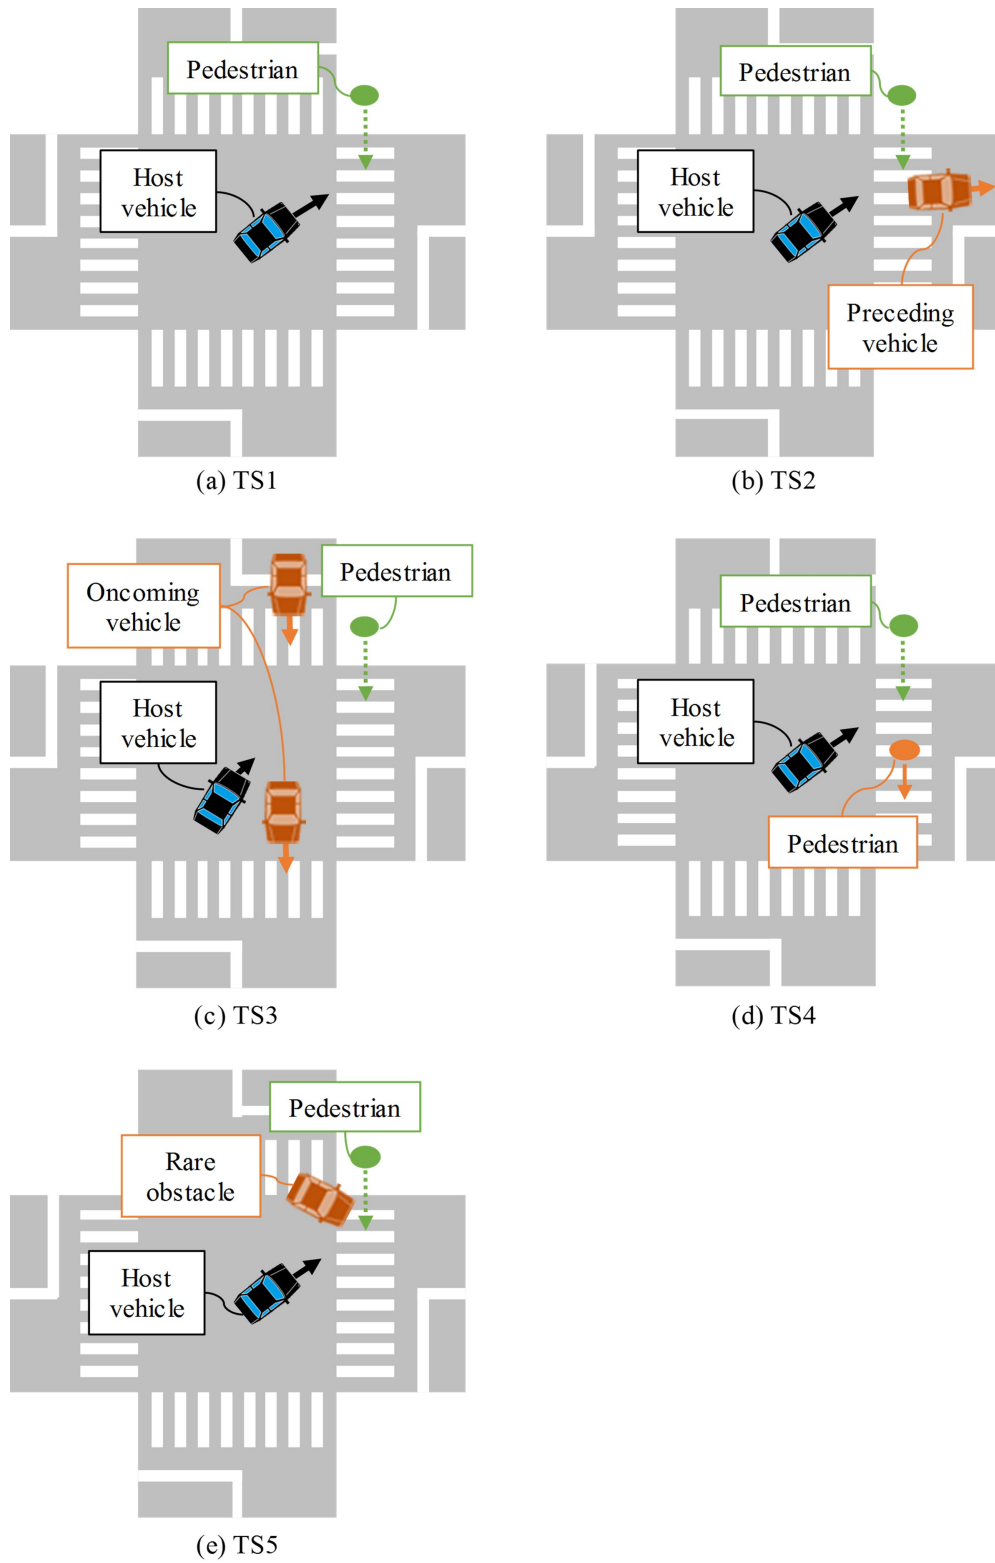 Pedestrian
Host
vehicle
(a) TS1
Pedestrian
Host
vehicle
Preceding
vehicle
(b) TS2
Oncoming
vehicle
Pedestrian
Host
vehicle
(c) TS3
Pedestrian
Host
vehicle
Pedestrian
(d) TS4
Pedestrian
Rare
obstacle
Host
vehicle
(e) TS5